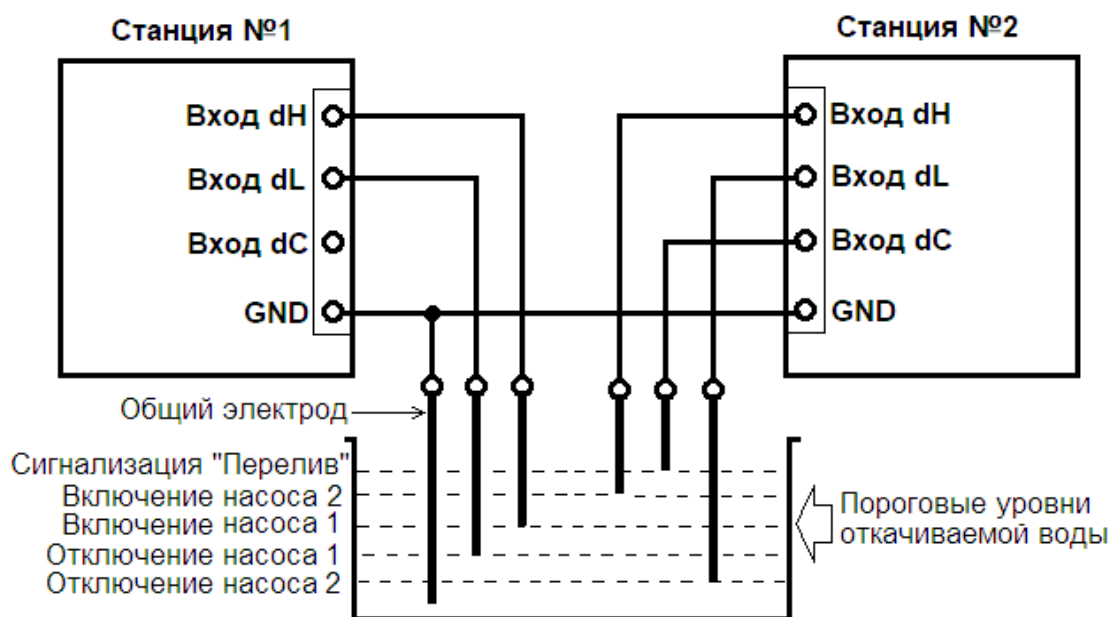 Станция №1
Вход dH
Вход dL
Вход dC
GND
Станция №2
Вход dH
Вход dL
Вход dC
GND
Общий электрод
Сигнализация "Перелив"
Включение насоса 2
Включение насоса 1
Отключение насоса 1
Отключение насоса 2
Пороговые уровни
откачиваемой воды